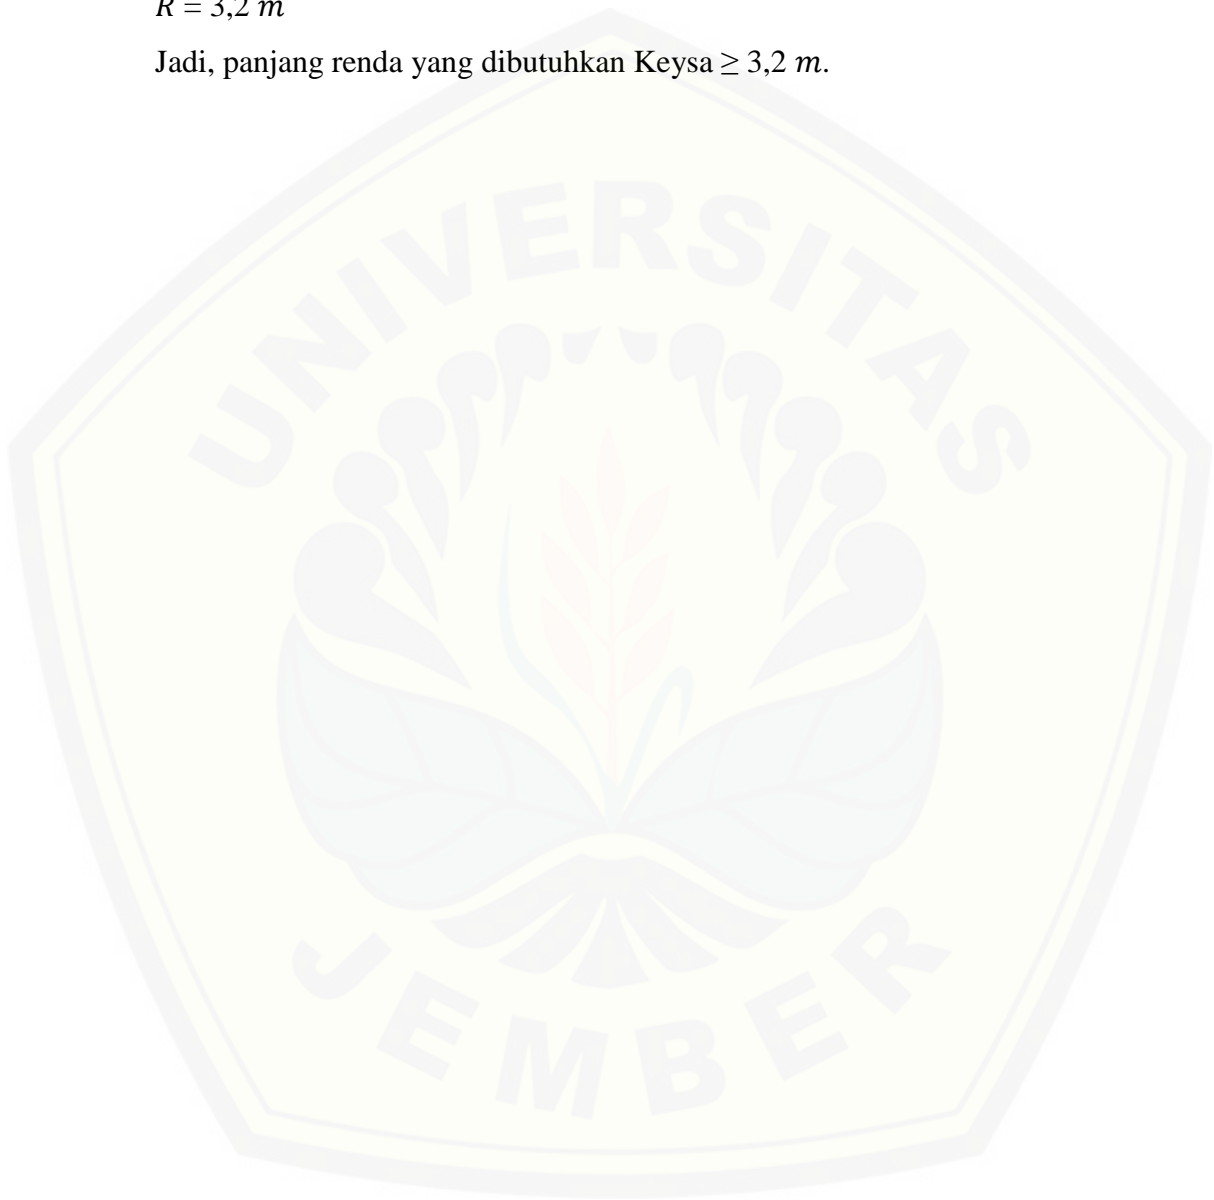 R = 3,2 m
Jadi, panjang renda yang dibutuhkan Keysa ≥ 3,2 m.
UNIVERSITAS
JEMBER